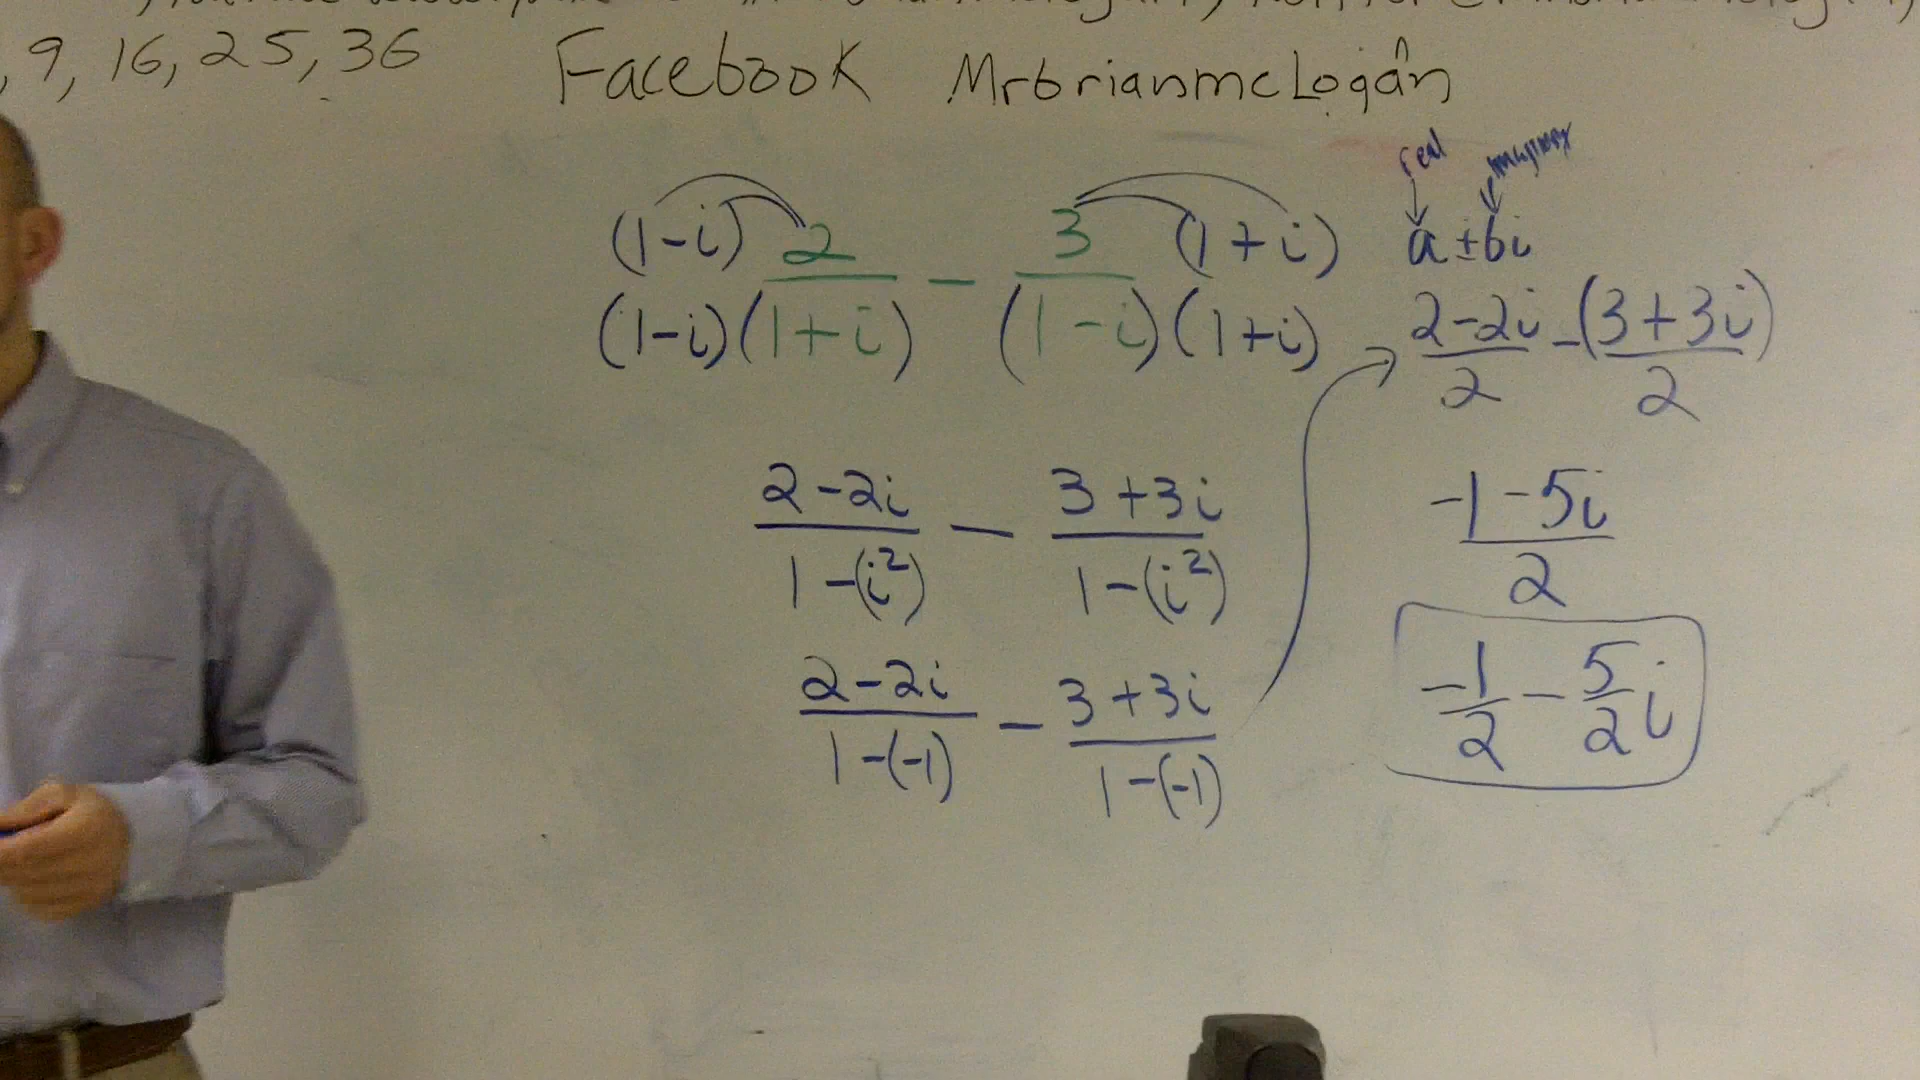 , 9, 16, 25, 36 Facebook MrbrianmcLogan
real
a ± bi
(1-i) 2 - 3 (1+i)
(1-i)(1+i) (1-i)(1+i)
2-2i - (3+3i)
2 2
2-2i - 3+3i
1-(i²) 1-(i²)
-1-5i
2
2-2i - 3+3i
1-(-1) 1-(-1)
-1/2 - 5/2 i